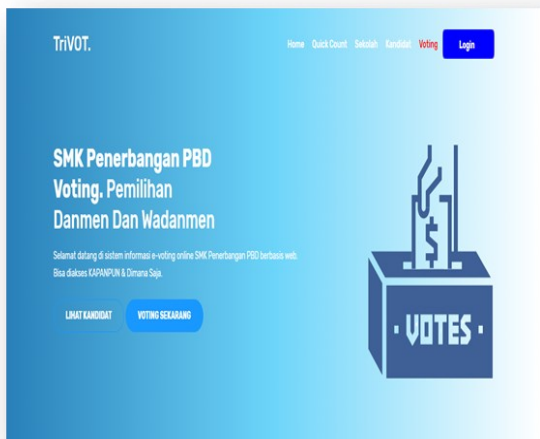 TriVOT.
Home Quick Count Sekolah Kandidat Voting Login
SMK Penerbangan PBD
Voting. Pemilihan
Danmen Dan Wadanmen
Selamat datang di sistem informasi e-voting online SMK Penerbangan PBD berbasis web.
Bisa diakses KAPANPUN & Dimana Saja.
LIHAT KANDIDAT VOTING SEKARANG
$
· VOTES ·